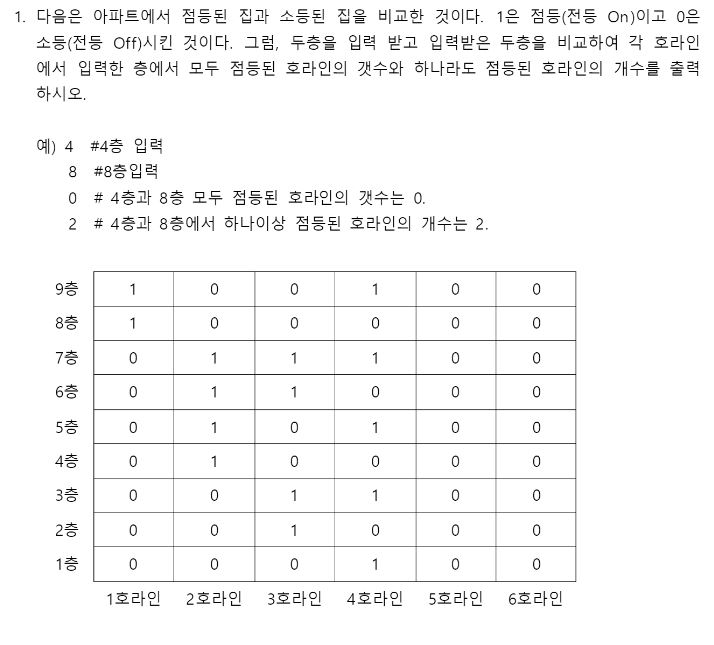 1. 다음은 아파트에서 점등된 집과 소등된 집을 비교한 것이다. 1은 점등(전등 On)이고 0은
소등(전등 Off)시킨 것이다. 그럼, 두층을 입력 받고 입력받은 두층을 비교하여 각 호라인
에서 입력한 층에서 모두 점등된 호라인의 갯수와 하나라도 점등된 호라인의 개수를 출력
하시오.
예) 4 #4층 입력
8 #8층입력
0 # 4층과 8층 모두 점등된 호라인의 갯수는 0.
2 # 4층과 8층에서 하나이상 점등된 호라인의 개수는 2.
9층 1 0 0 1 0 0
8층 1 0 0 0 0 0
7층 0 1 1 1 0 0
6층 0 1 1 0 0 0
5층 0 1 0 1 0 0
4층 0 1 0 0 0 0
3층 0 0 1 1 0 0
2층 0 0 1 0 0 0
1층 0 0 0 1 0 0
1호라인 2호라인 3호라인 4호라인 5호라인 6호라인